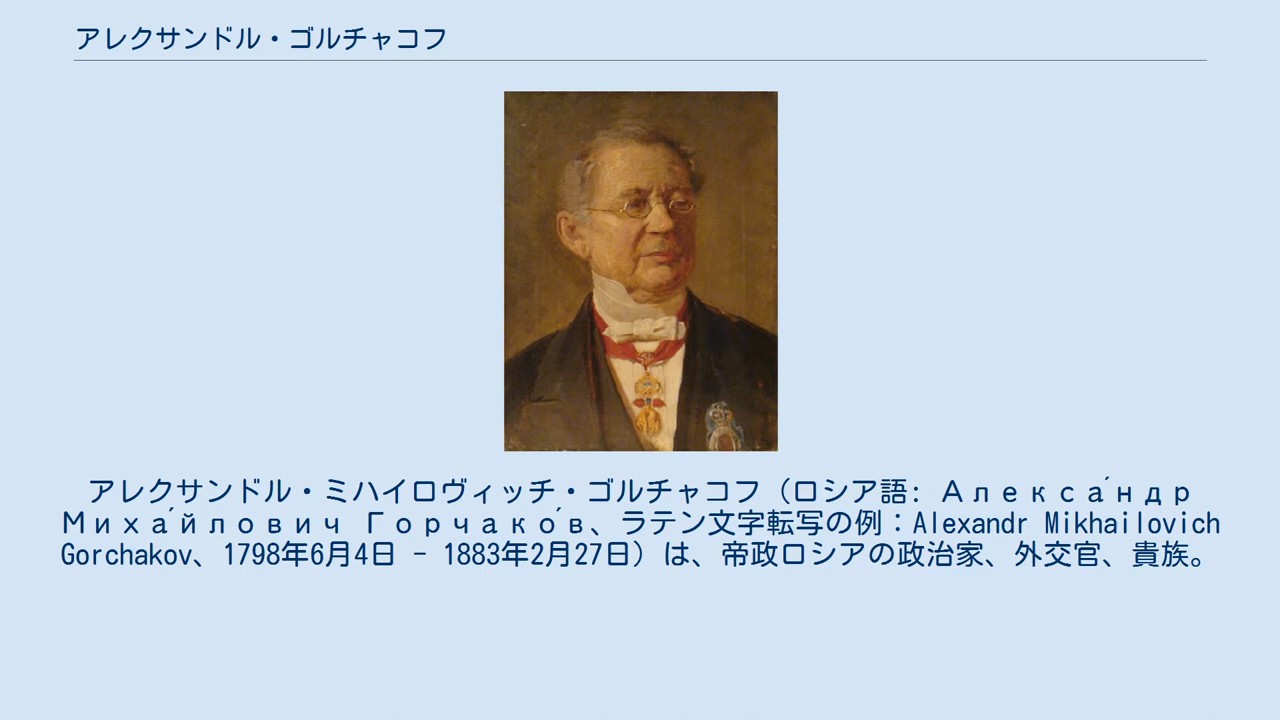 アレクサンドル・ゴルチャコフ
アレクサンドル・ミハイロヴィッチ・ゴルチャコフ（ロシア語: Алекса́ндр
Миха́йлович Горчако́в、ラテン文字転写の例：Alexandr Mikhailovich
Gorchakov、1798年6月4日 - 1883年2月27日）は、帝政ロシアの政治家、外交官、貴族。